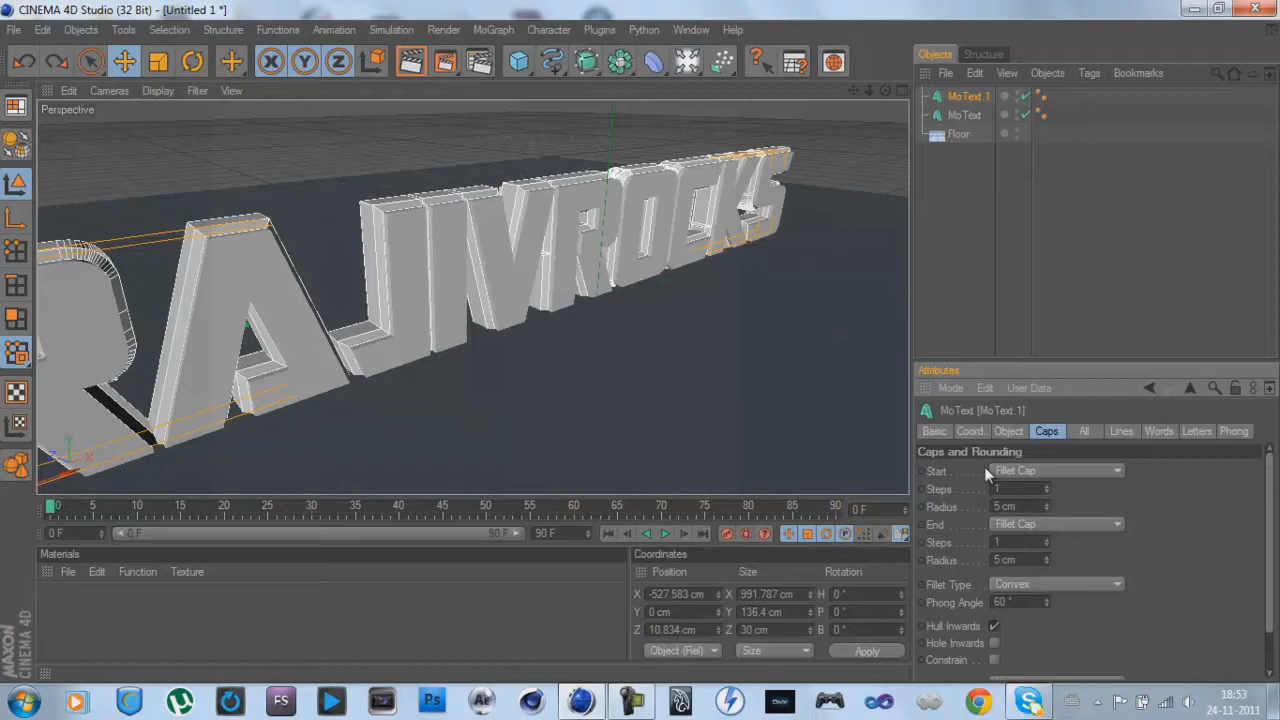 CINEMA 4D Studio (32 Bit) - [Untitled 1 *]
File Edit Objects Tools Selection Structure Functions Animation Simulation Render MoGraph Character Plugins Python Window Help
Edit Cameras Display Filter View
Perspective
RAJIVROCKS
0 5 10 15 20 25 30 35 40 45 50 55 60 65 70 75 80 85 90
0 F
0 F 0 F 90 F 90 F
Materials
File Edit Function Texture
Coordinates
Position Size Rotation
X -527.583 cm X 991.787 cm H 0 °
Y 0 cm Y 136.4 cm P 0 °
Z 10.834 cm Z 30 cm B 0 °
Object (Rel) Size Apply
Objects Structure
File Edit View Objects Tags Bookmarks
MoText.1
MoText
Floor
Attributes
Mode Edit User Data
MoText [MoText.1]
Basic Coord. Object Caps All Lines Words Letters Phong
Caps and Rounding
Start Fillet Cap
Steps 1
Radius 5 cm
End Fillet Cap
Steps 1
Radius 5 cm
Fillet Type Convex
Phong Angle 60 °
Hull Inwards
Hole Inwards
Constrain
MAXON
CINEMA 4D
FS
Ps
Ae
18:53
24-11-2011